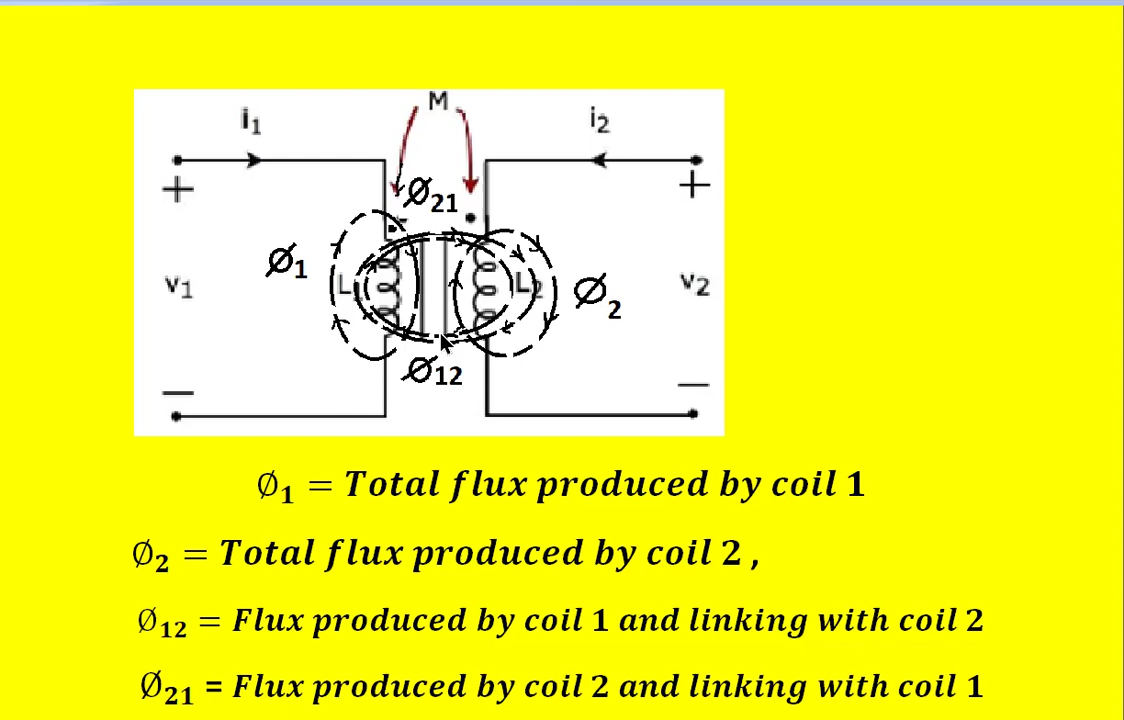 M
i₁ i₂
+ Ø₂₁ +
Ø₁
v₁ L₁ L₂ Ø₂ v₂
Ø₁₂
— —
Ø₁ = Total flux produced by coil 1
Ø₂ = Total flux produced by coil 2 ,
Ø₁₂ = Flux produced by coil 1 and linking with coil 2
Ø₂₁ = Flux produced by coil 2 and linking with coil 1